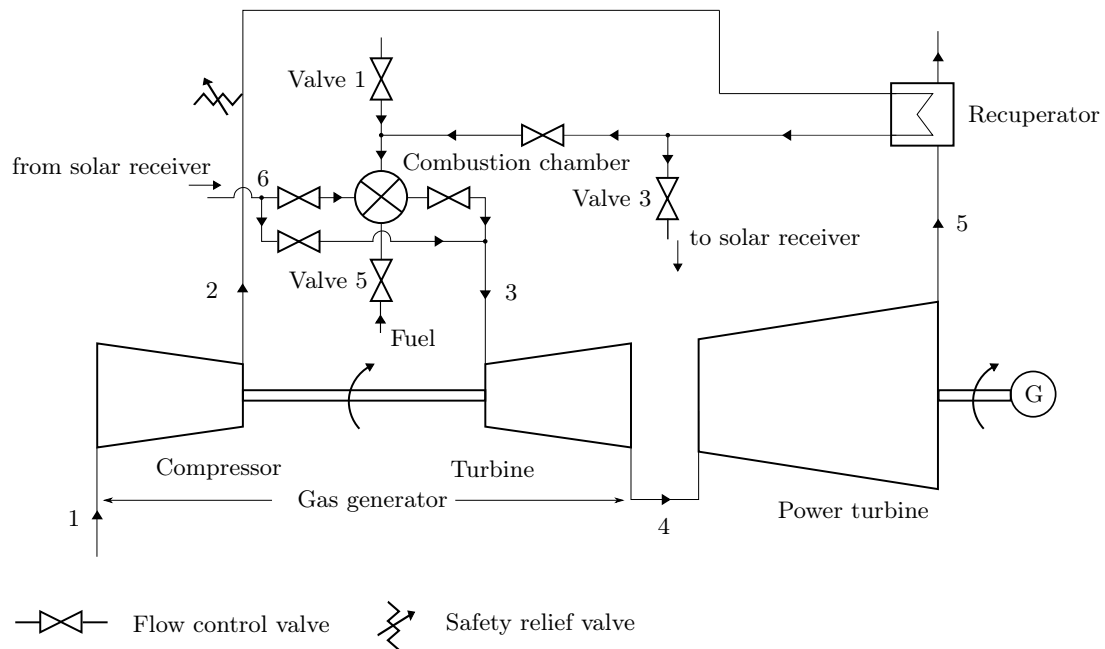 Valve 1
Recuperator
Combustion chamber
from solar receiver
6
Valve 3
5
to solar receiver
2
Valve 5
3
Fuel
G
Compressor
Turbine
Gas generator
1
4
Power turbine
Flow control valve
Safety relief valve